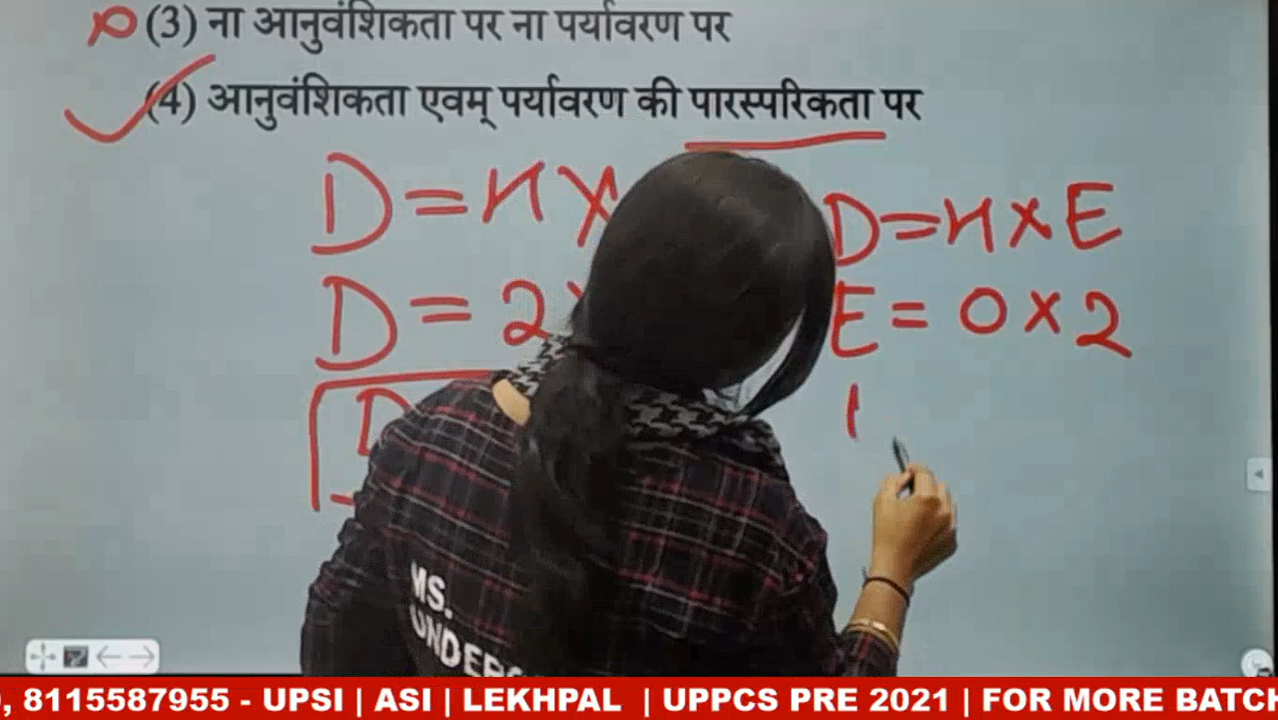 (3) ना आनुवंशिकता पर ना पर्यावरण पर
(4) आनुवंशिकता एवम् पर्यावरण की पारस्परिकता पर
D = H X
D = H X E
D = 2
E = 0 X 2
D
MS.
8115587955 - UPSI | ASI | LEKHPAL | UPPCS PRE 2021 | FOR MORE BATCH